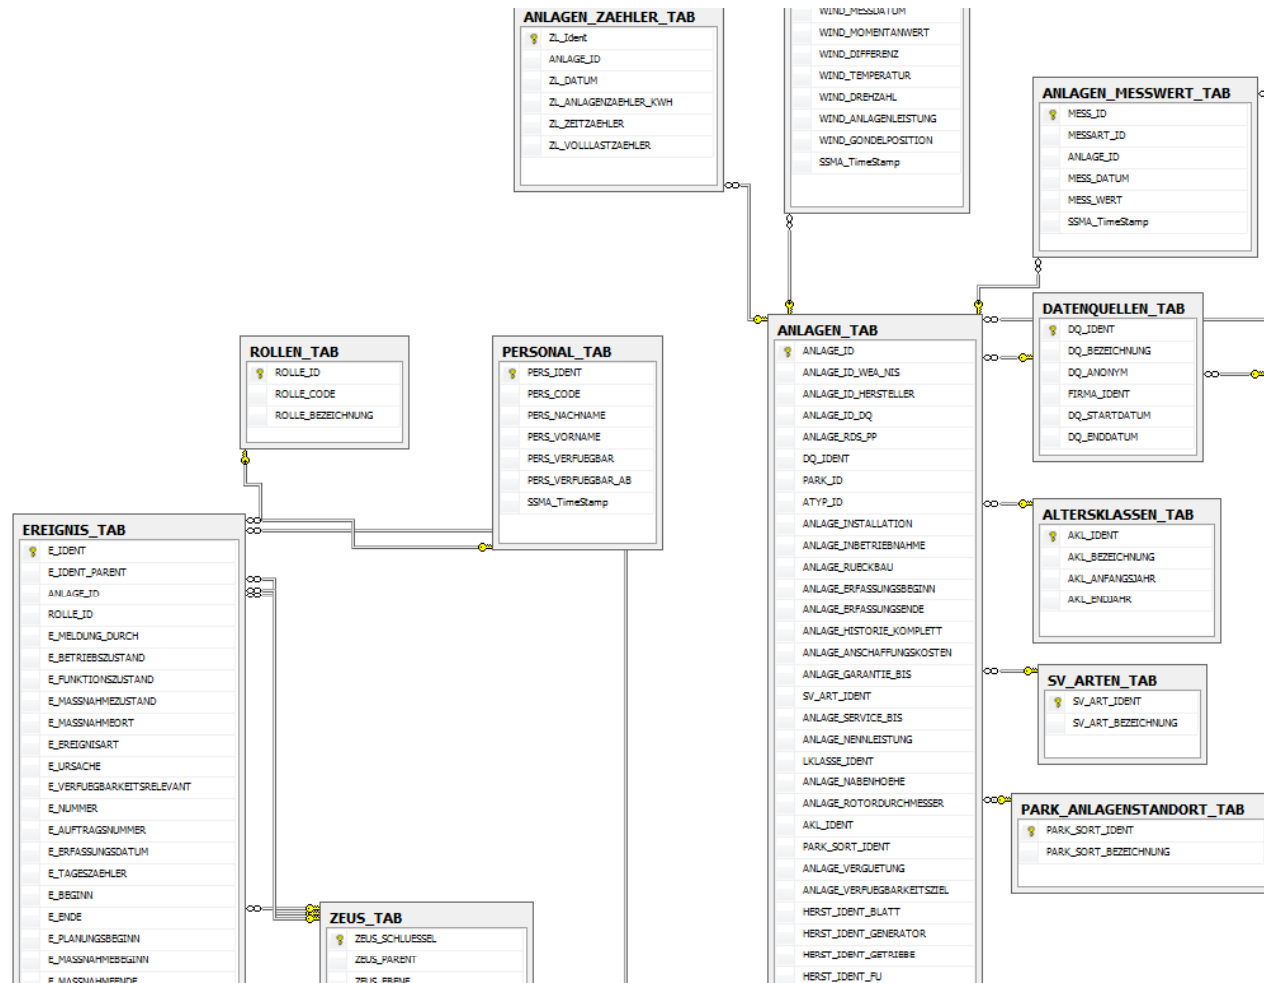 ANLAGEN_ZAEHLER_TAB
ZL_Ident
ANLAGE_ID
ZL_DATUM
ZL_ANLAGENZAEHLER_KWH
ZL_ZEITZAEHLER
ZL_VOLLLASTZAEHLER
WIND_MESSDATUM
WIND_MOMENTANWERT
WIND_DIFFERENZ
WIND_TEMPERATUR
WIND_DREHZAHL
WIND_ANLAGENLEISTUNG
WIND_GONDELPOSITION
SSMA_TimeStamp
ANLAGEN_MESSWERT_TAB
MESS_ID
MESSART_ID
ANLAGE_ID
MESS_DATUM
MESS_WERT
SSMA_TimeStamp
ROLLEN_TAB
ROLLE_ID
ROLLE_CODE
ROLLE_BEZEICHNUNG
PERSONAL_TAB
PERS_IDENT
PERS_CODE
PERS_NACHNAME
PERS_VORNAME
PERS_VERFUEGBAR
PERS_VERFUEGBAR_AB
SSMA_TimeStamp
ANLAGEN_TAB
ANLAGE_ID
ANLAGE_ID_WEA_NIS
ANLAGE_ID_HERSTELLER
ANLAGE_ID_DQ
ANLAGE_RDS_PP
DQ_IDENT
PARK_ID
ATYP_ID
ANLAGE_INSTALLATION
ANLAGE_INBETRIEBNAHME
ANLAGE_RUECKBAU
ANLAGE_ERFASSUNGSBEGINN
ANLAGE_ERFASSUNGSENDE
ANLAGE_HISTORIE_KOMPLETT
ANLAGE_ANSCHAFFUNGSKOSTEN
ANLAGE_GARANTIE_BIS
SV_ART_IDENT
ANLAGE_SERVICE_BIS
ANLAGE_NENNLEISTUNG
LKLASSE_IDENT
ANLAGE_NABENHOEHE
ANLAGE_ROTORDURCHMESSER
AKL_IDENT
PARK_SORT_IDENT
ANLAGE_VERGUETUNG
ANLAGE_VERFUEGBARKEITSZIEL
HERST_IDENT_BLATT
HERST_IDENT_GENERATOR
HERST_IDENT_GETRIEBE
HERST_IDENT_FU
DATENQUELLEN_TAB
DQ_IDENT
DQ_BEZEICHNUNG
DQ_ANONYM
FIRMA_IDENT
DQ_STARTDATUM
DQ_ENDDATUM
ALTERSKLASSEN_TAB
AKL_IDENT
AKL_BEZEICHNUNG
AKL_ANFANGSJAHR
AKL_ENDJAHR
SV_ARTEN_TAB
SV_ART_IDENT
SV_ART_BEZEICHNUNG
PARK_ANLAGENSTANDORT_TAB
PARK_SORT_IDENT
PARK_SORT_BEZEICHNUNG
EREIGNIS_TAB
E_IDENT
E_IDENT_PARENT
ANLAGE_ID
ROLLE_ID
E_MELDUNG_DURCH
E_BETRIEBSZUSTAND
E_FUNKTIONSZUSTAND
E_MASSNAHMEZUSTAND
E_MASSNAHMEORT
E_EREIGNISART
E_URSACHE
E_VERFUEGBARKEITSRELEVANT
E_NUMMER
E_AUFTRAGSNUMMER
E_ERFASSUNGSDATUM
E_TAGESZAEHLER
E_BEGINN
E_ENDE
E_PLANUNGSBEGINN
E_MASSNAHMEBEGINN
E_MASSNAHMEENDE
ZEUS_TAB
ZEUS_SCHLUESSEL
ZEUS_PARENT
ZEUS_EBENE